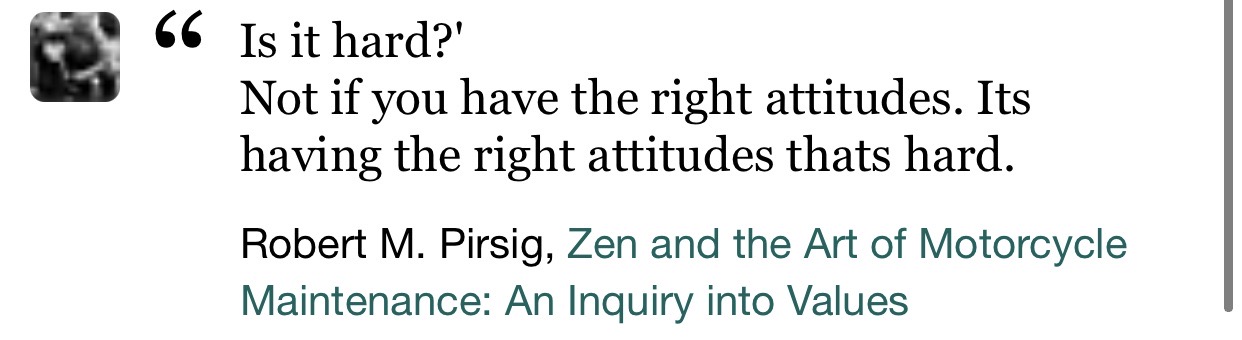 “ Is it hard?'
Not if you have the right attitudes. Its
having the right attitudes thats hard.
Robert M. Pirsig, Zen and the Art of Motorcycle
Maintenance: An Inquiry into Values